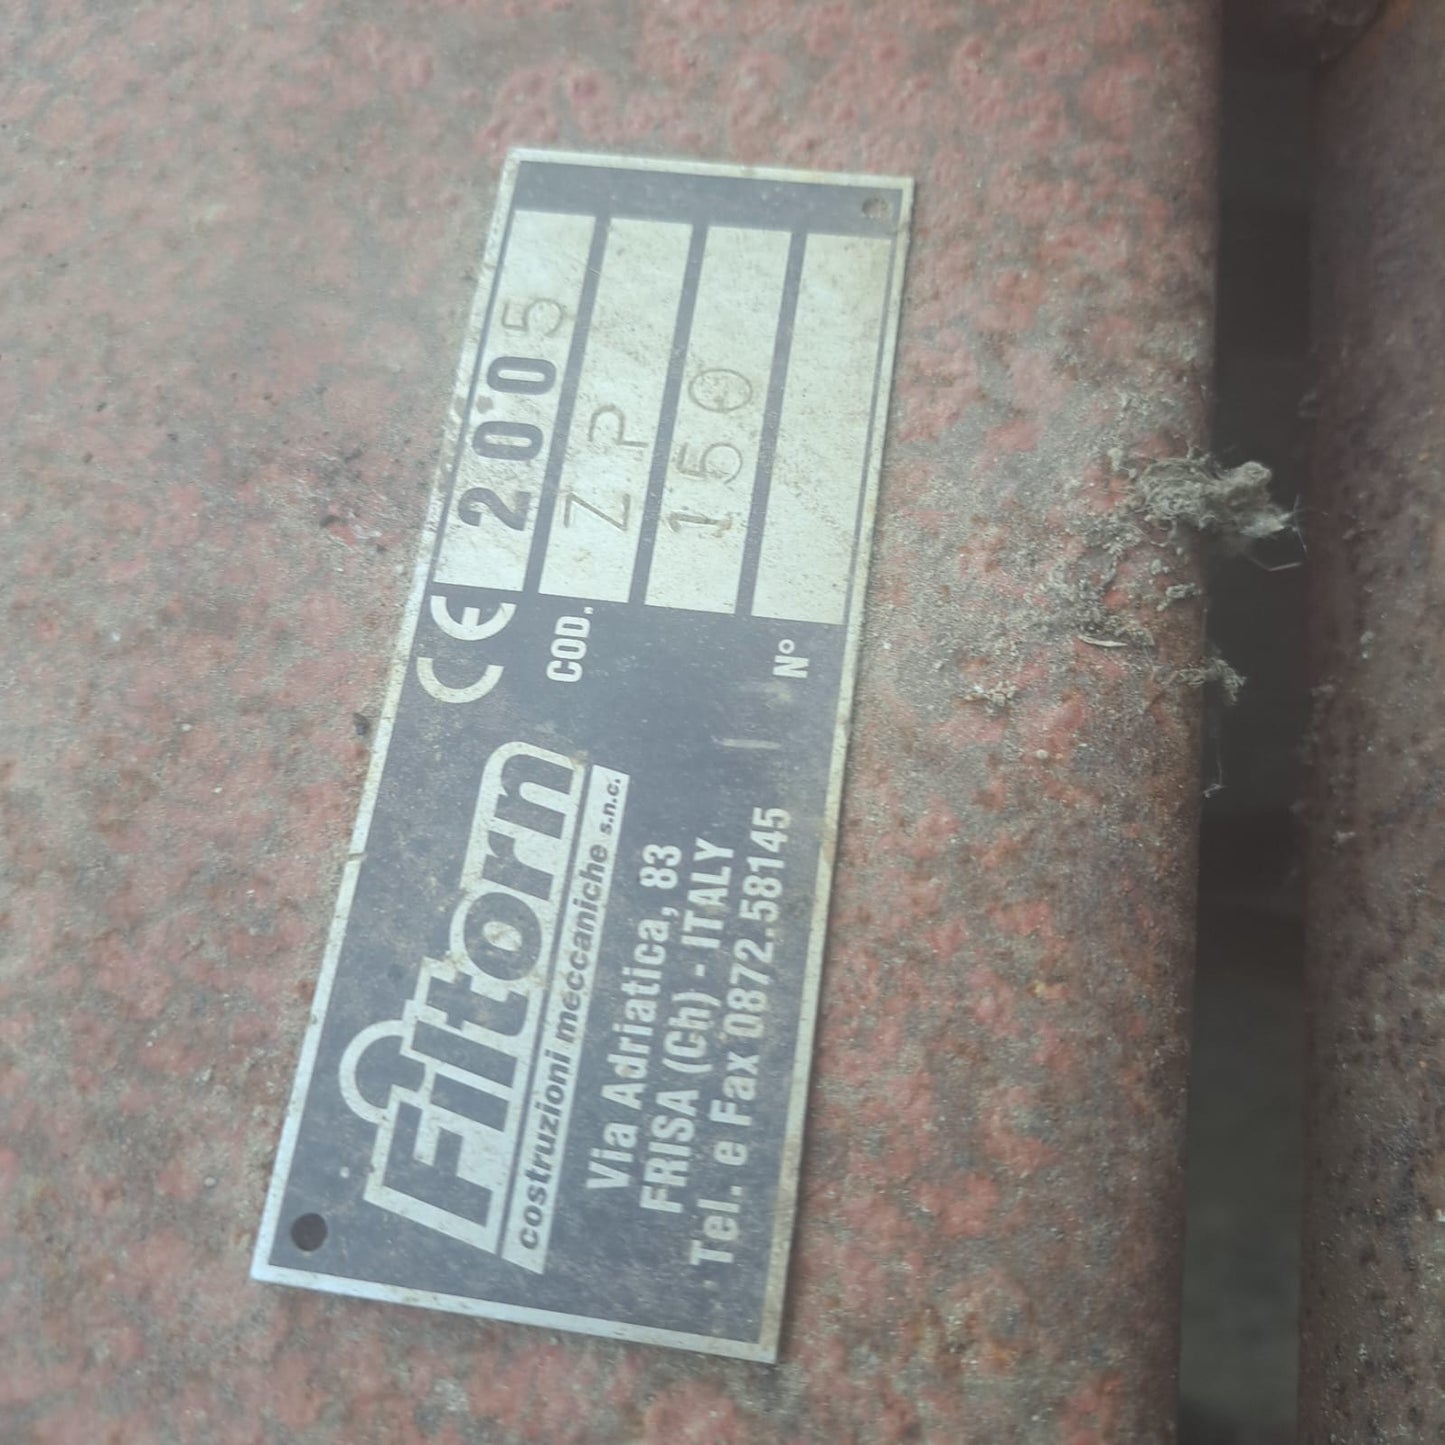 Filtorn
costruzioni meccaniche s.n.c.
Via Adriatica, 83
FRISA (Ch) - ITALY
Tel. e Fax 0872.58145
CE 2005
COD. ZP
150
N°